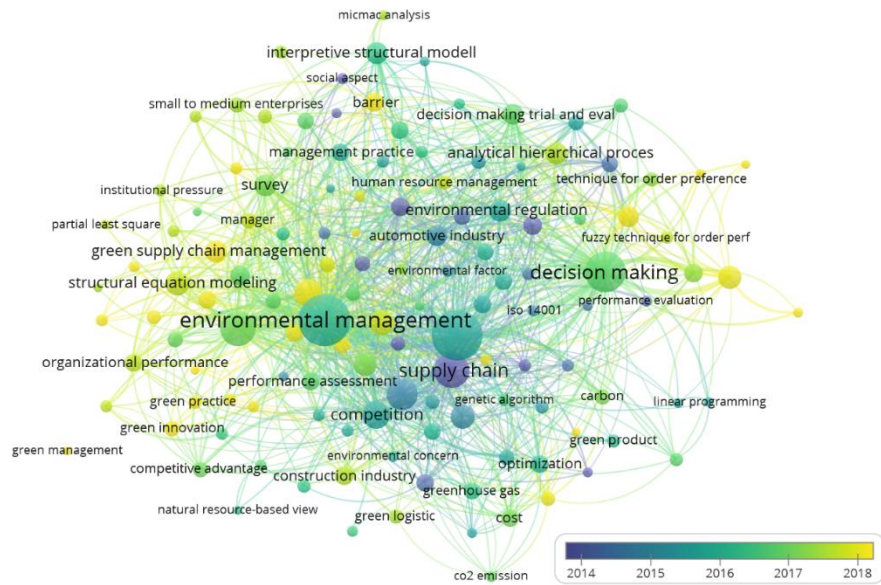 micmac analysis
interpretive structural modell
social aspect
small to medium enterprises
barrier
decision making trial and eval
management practice
analytical hierarchical proces
institutional pressure
survey
human resource management
technique for order preference
partial least square
manager
environmental regulation
automotive industry
fuzzy technique for order perf
green supply chain management
environmental factor
decision making
structural equation modeling
performance evaluation
iso 14001
environmental management
organizational performance
supply chain
performance assessment
green practice
genetic algorithm
carbon
linear programming
competition
green innovation
green product
green management
environmental concern
optimization
competitive advantage
construction industry
greenhouse gas
natural resource-based view
green logistic
cost
co2 emission
2014 2015 2016 2017 2018